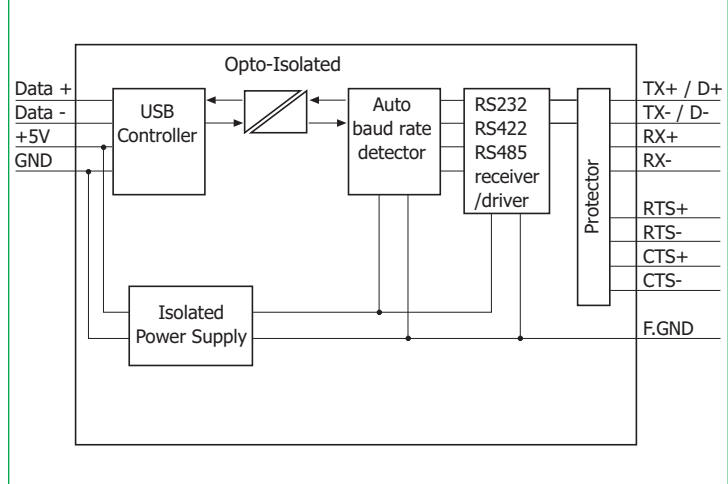 Opto-Isolated
Data +
Data -
+5V
GND
USB
Controller
Auto
baud rate
detector
RS232
RS422
RS485
receiver
/driver
Protector
TX+ / D+
TX- / D-
RX+
RX-
RTS+
RTS-
CTS+
CTS-
F.GND
Isolated
Power Supply